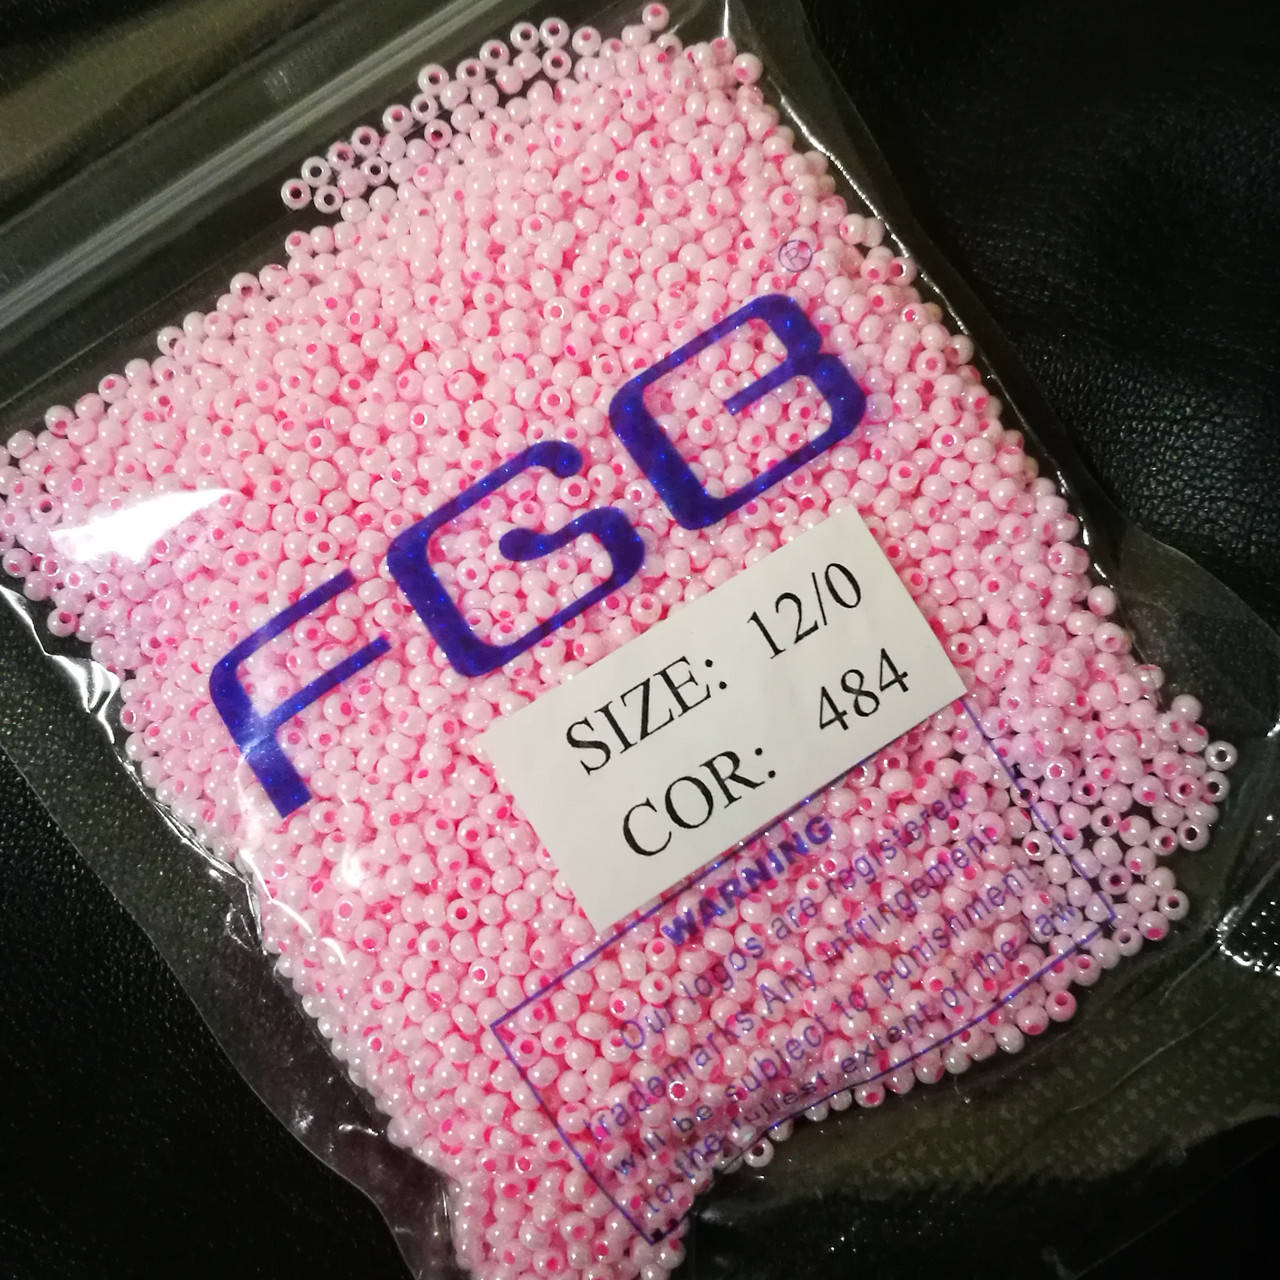 FGB®
SIZE: 12/0
COR: 484
WARNING
Our logos are registered
trademarks Any infringement
will be subject to punishment
to the fullest extent of the law